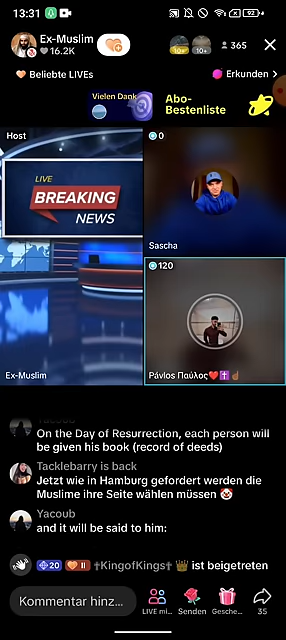 13:31
92
Ex-Muslim
16.2K
10+
10+
365
Beliebte LIVEs
Erkunden >
Vielen Dank
Abo-
Bestenliste
Host
0
LIVE
BREAKING
NEWS
Sascha
120
Ex-Muslim
Pávlos Παύλος❤️✝️☝️
Yacoub
On the Day of Resurrection, each person will
be given his book (record of deeds)
Tacklebarry is back
Jetzt wie in Hamburg gefordert werden die
Muslime ihre Seite wählen müssen 🤡
Yacoub
and it will be said to him:
20 II ✝KingofKings✝ 👑 ist beigetreten
Kommentar hinz...
LIVE mi...
Senden
Gesche...
35